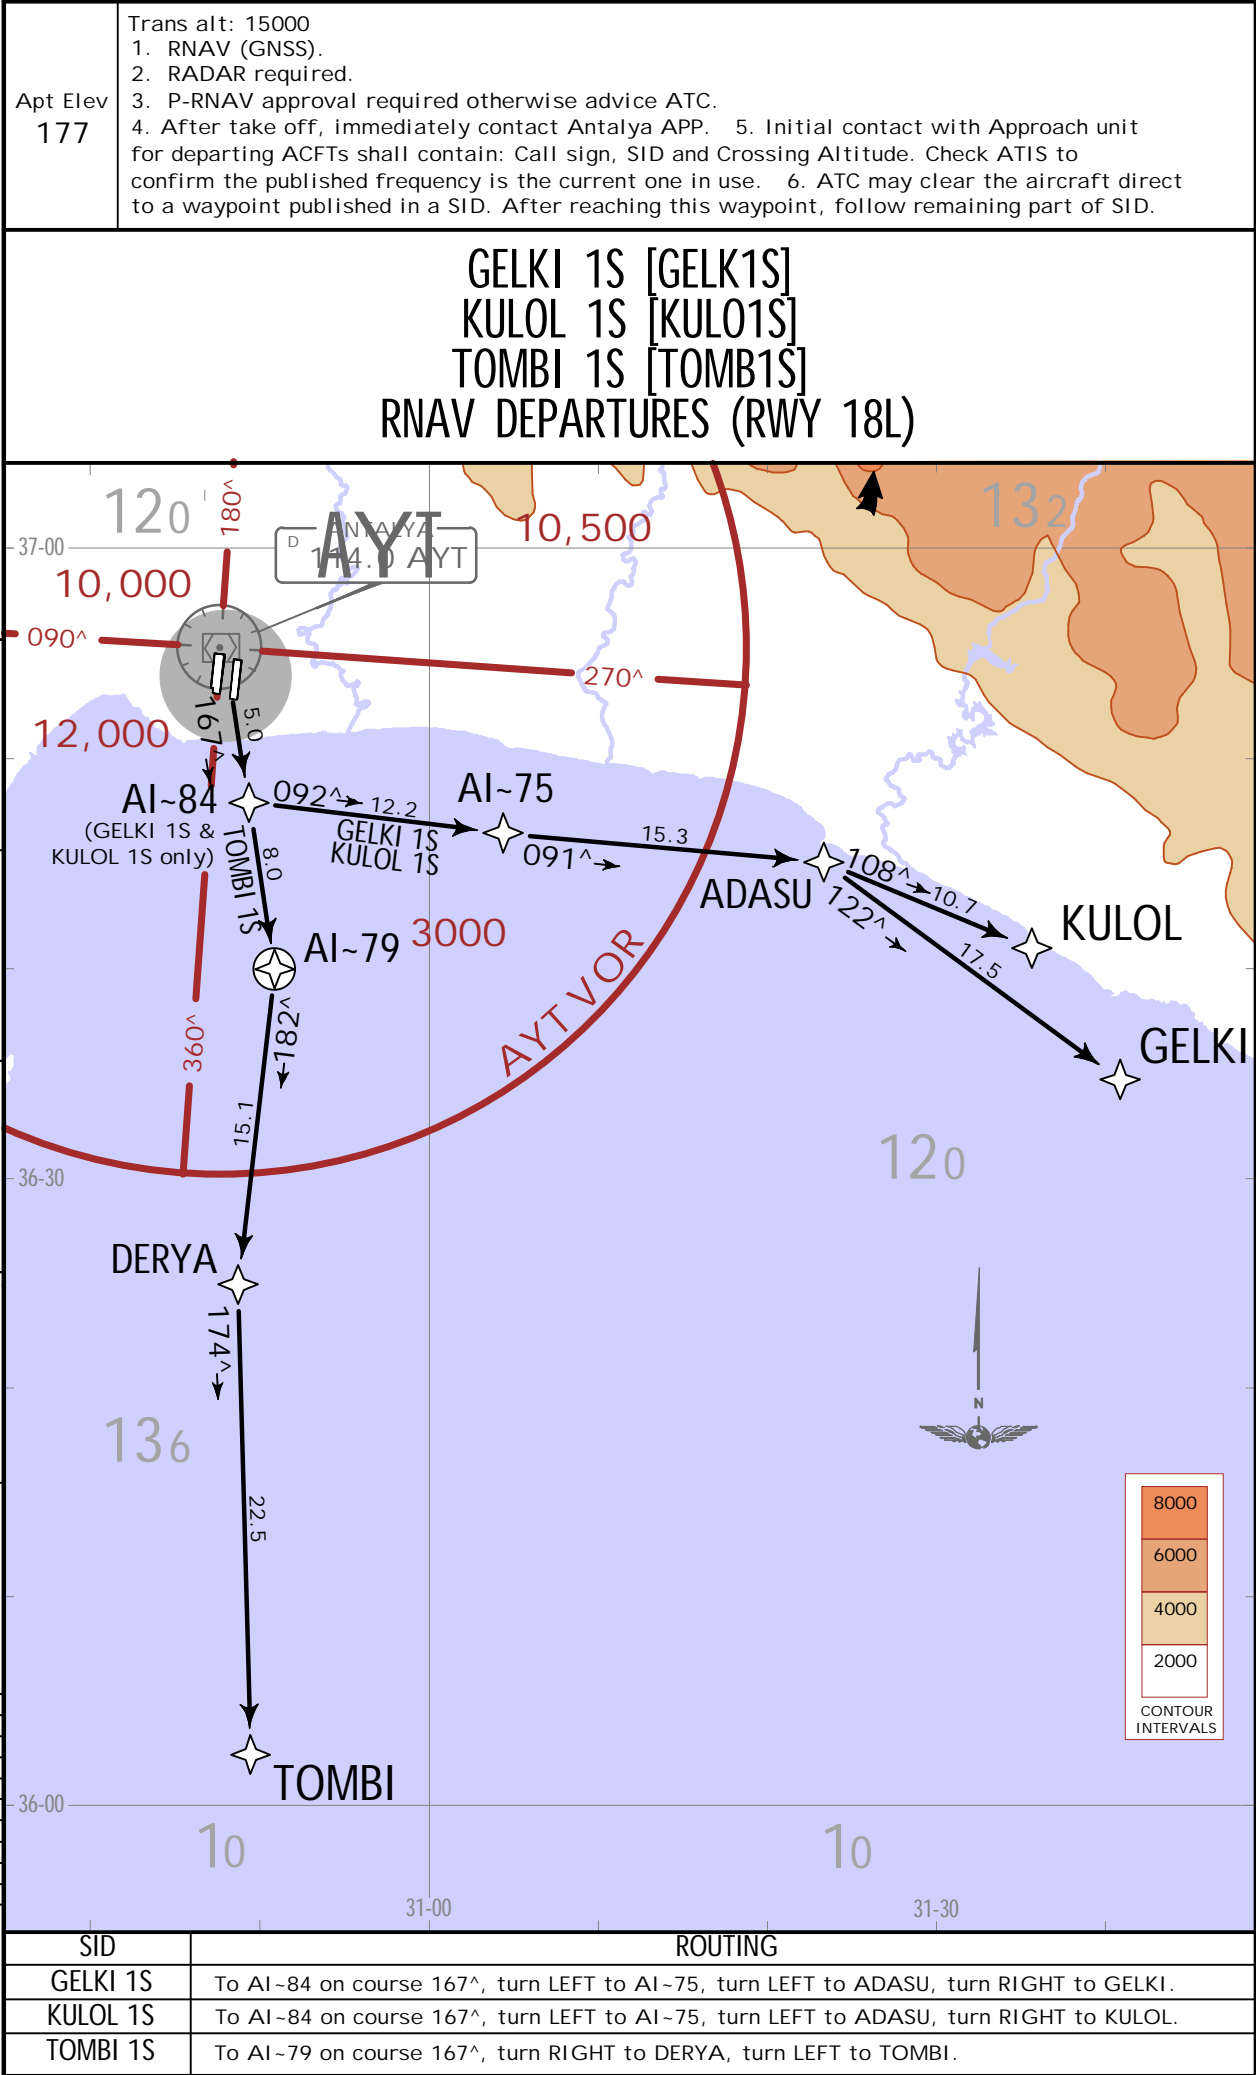 Trans alt: 15000
1. RNAV (GNSS).
2. RADAR required.
Apt Elev
177
3. P-RNAV approval required otherwise advice ATC.
4. After take off, immediately contact Antalya APP. 5. Initial contact with Approach unit
for departing ACFTs shall contain: Call sign, SID and Crossing Altitude. Check ATIS to
confirm the published frequency is the current one in use. 6. ATC may clear the aircraft direct
to a waypoint published in a SID. After reaching this waypoint, follow remaining part of SID.
GELKI 1S [GELK1S]
KULOL 1S [KULO1S]
TOMBI 1S [TOMB1S]
RNAV DEPARTURES (RWY 18L)
120
180^
ANTALYA
D
114.0 AYT
AYT
10,500
132
37-00
10,000
090^
270^
12,000
167^
5.0
AI~84
(GELKI 1S &
KULOL 1S only)
092^
12.2
GELKI 1S
KULOL 1S
AI~75
091^
15.3
ADASU
108^
10.7
KULOL
122^
17.5
GELKI
TOMBI 1S
8.0
AI~79
3000
AYT VOR
360^
182^
15.1
36-30
120
DERYA
174^
136
22.5
N
8000
6000
4000
2000
CONTOUR
INTERVALS
TOMBI
36-00
10
10
31-00
31-30
SID
ROUTING
GELKI 1S
To AI~84 on course 167^, turn LEFT to AI~75, turn LEFT to ADASU, turn RIGHT to GELKI.
KULOL 1S
To AI~84 on course 167^, turn LEFT to AI~75, turn LEFT to ADASU, turn RIGHT to KULOL.
TOMBI 1S
To AI~79 on course 167^, turn RIGHT to DERYA, turn LEFT to TOMBI.